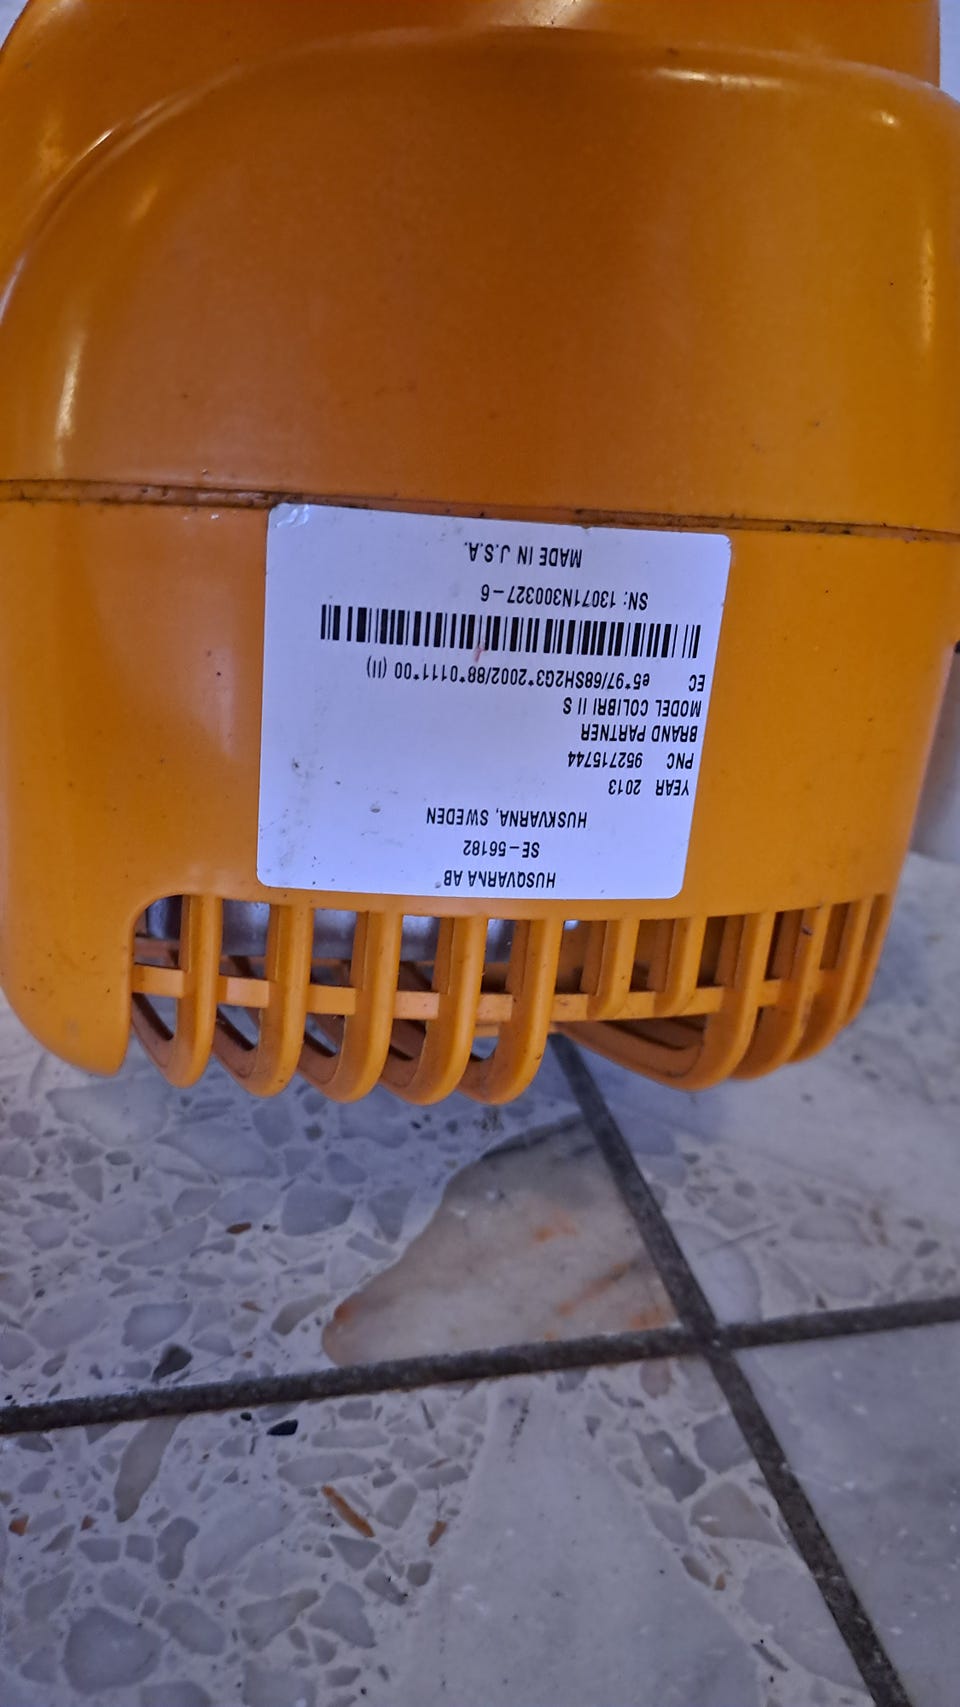 HUSQVARNA AB
SE-56182
HUSKVARNA, SWEDEN
YEAR 2013
PNC 952715744
BRAND PARTNER
MODEL COLIBRI II S
EC e5*97/68SH2G3*2002/88*0111*00 (II)
SN: 13071N300327-6
MADE IN U.S.A.